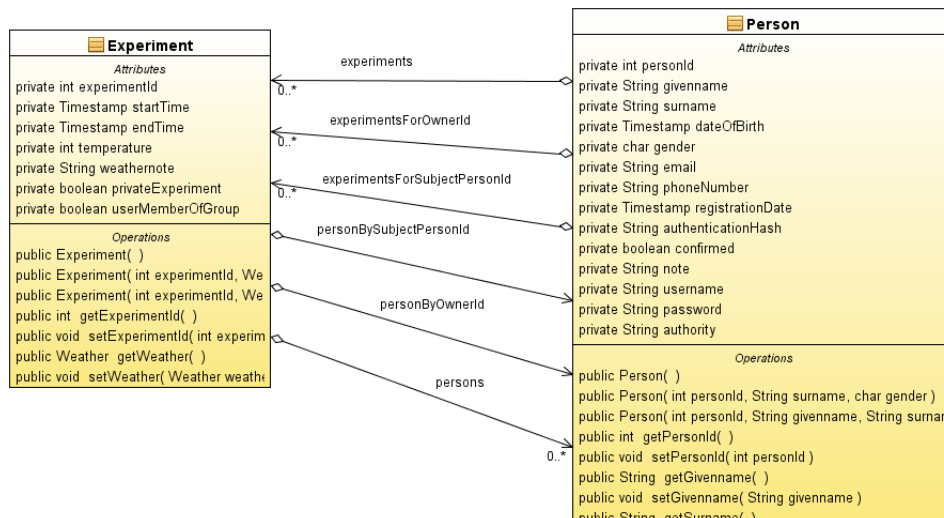 Experiment
Attributes
private int experimentId
private Timestamp startTime
private Timestamp endTime
private int temperature
private String weathernote
private boolean privateExperiment
private boolean userMemberOfGroup
Operations
public Experiment( )
public Experiment( int experimentId, We
public Experiment( int experimentId, We
public int getExperimentId( )
public void setExperimentId( int experim
public Weather getWeather( )
public void setWeather( Weather weathe
experiments
0..*
experimentsForOwnerId
0..*
experimentsForSubjectPersonId
0..*
personBySubjectPersonId
personByOwnerId
persons
0..*
Person
Attributes
private int personId
private String givenname
private String surname
private Timestamp dateOfBirth
private char gender
private String email
private String phoneNumber
private Timestamp registrationDate
private String authenticationHash
private boolean confirmed
private String note
private String username
private String password
private String authority
Operations
public Person( )
public Person( int personId, String surname, char gender )
public Person( int personId, String givenname, String surnar
public int getPersonId( )
public void setPersonId( int personId )
public String getGivenname( )
public void setGivenname( String givenname )
public String getSurname( )